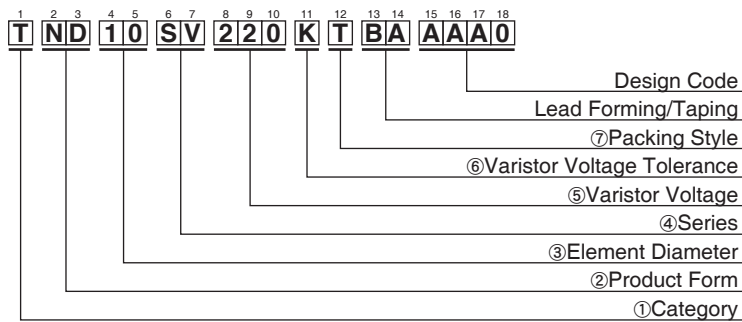 1 2 3 4 5 6 7 8 9 10 11 12 13 14 15 16 17 18
T ND 10 SV 220 K T BA AAA0
Design Code
Lead Forming/Taping
⑦Packing Style
⑥Varistor Voltage Tolerance
⑤Varistor Voltage
④Series
③Element Diameter
②Product Form
①Category